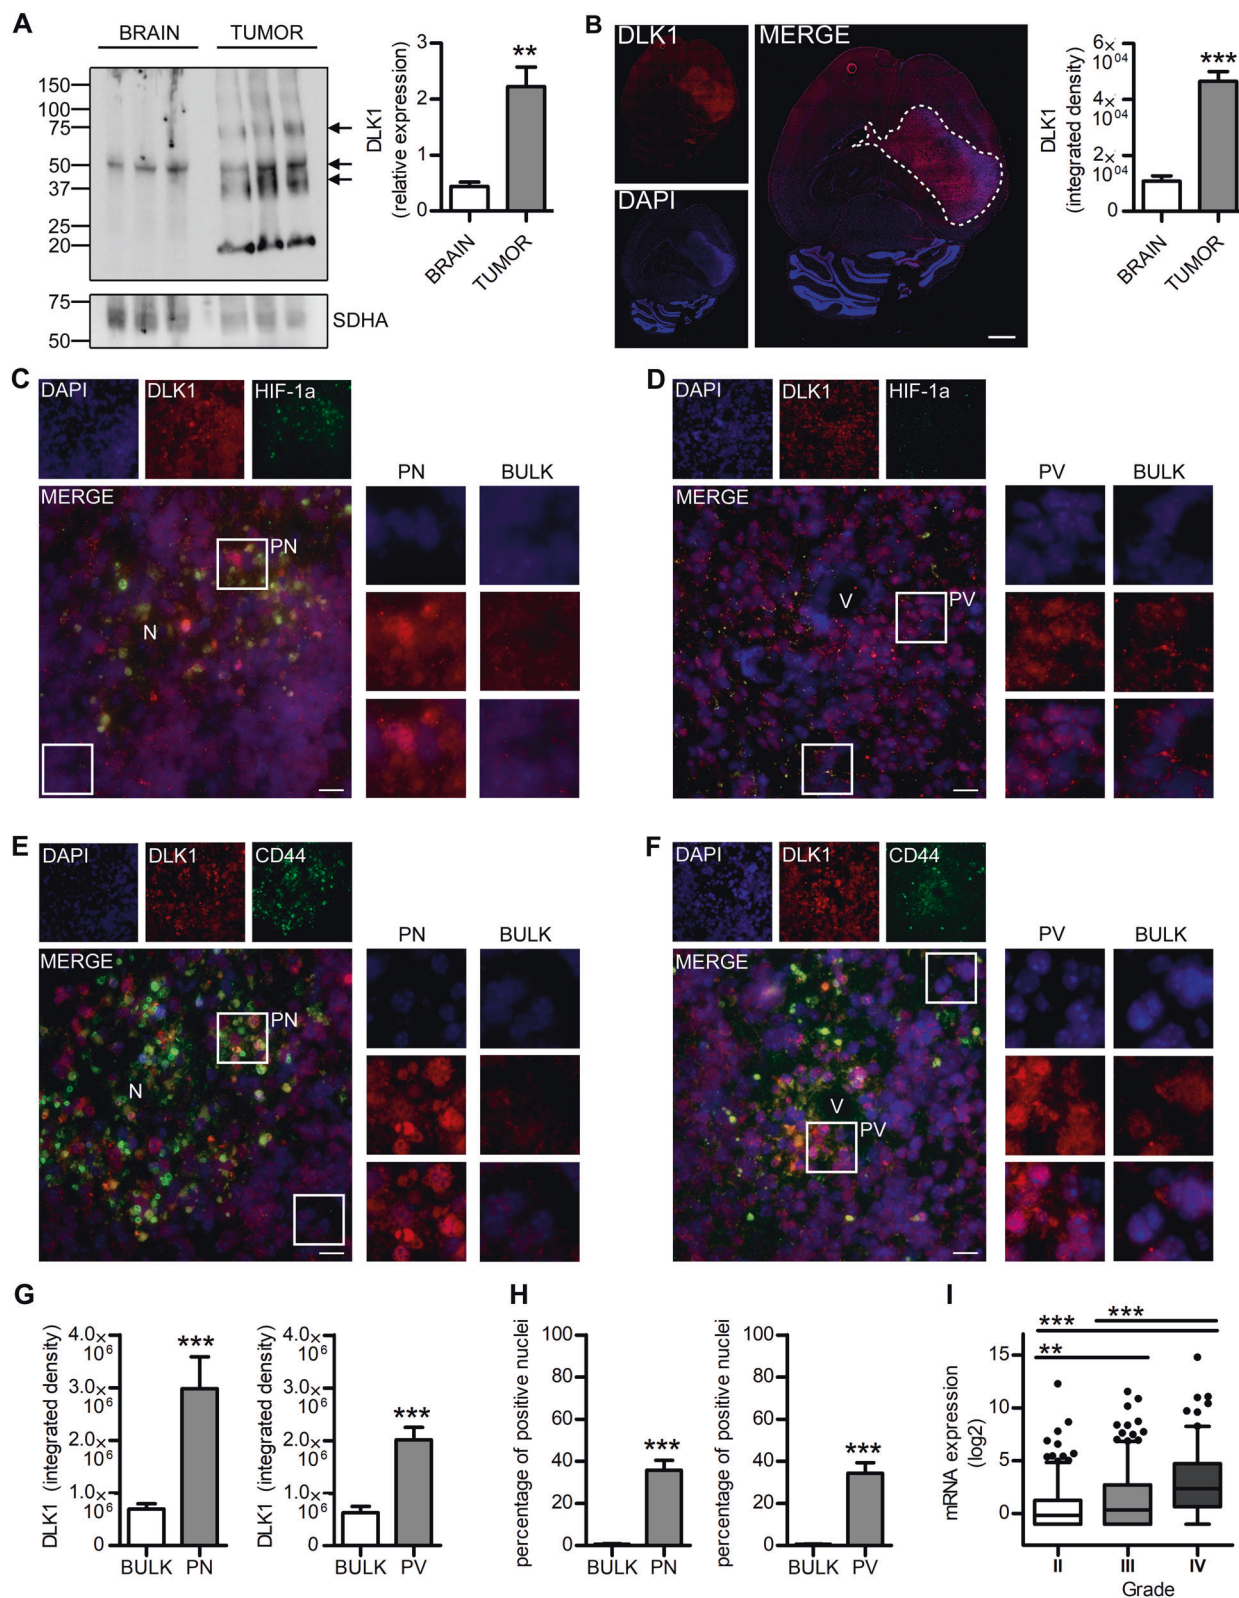 A
BRAIN
TUMOR
150
100
75
50
37
25
20
75
50
SDHA
DLK1
(relative expression)
3
2
1
0
**
BRAIN
TUMOR
B
DLK1
MERGE
DAPI
DLK1
(integrated density)
6×
10⁰⁴
4×
10⁰⁴
2×
10⁰⁴
0
***
BRAIN
TUMOR
C
DAPI
DLK1
HIF-1a
MERGE
PN
N
PN
BULK
D
DAPI
DLK1
HIF-1a
MERGE
V
PV
PV
BULK
E
DAPI
DLK1
CD44
MERGE
PN
N
PN
BULK
F
DAPI
DLK1
CD44
MERGE
V
PV
PV
BULK
G
DLK1 (integrated density)
4.0×
10⁶
3.0×
10⁶
2.0×
10⁶
1.0×
10⁶
0
***
BULK
PN
DLK1 (integrated density)
4.0×
10⁶
3.0×
10⁶
2.0×
10⁶
1.0×
10⁶
0
***
BULK
PV
H
percentage of positive nuclei
100
80
60
40
20
0
***
BULK
PN
percentage of positive nuclei
100
80
60
40
20
0
***
BULK
PV
I
***
***
**
mRNA expression
(log2)
15
10
5
0
II
III
IV
Grade